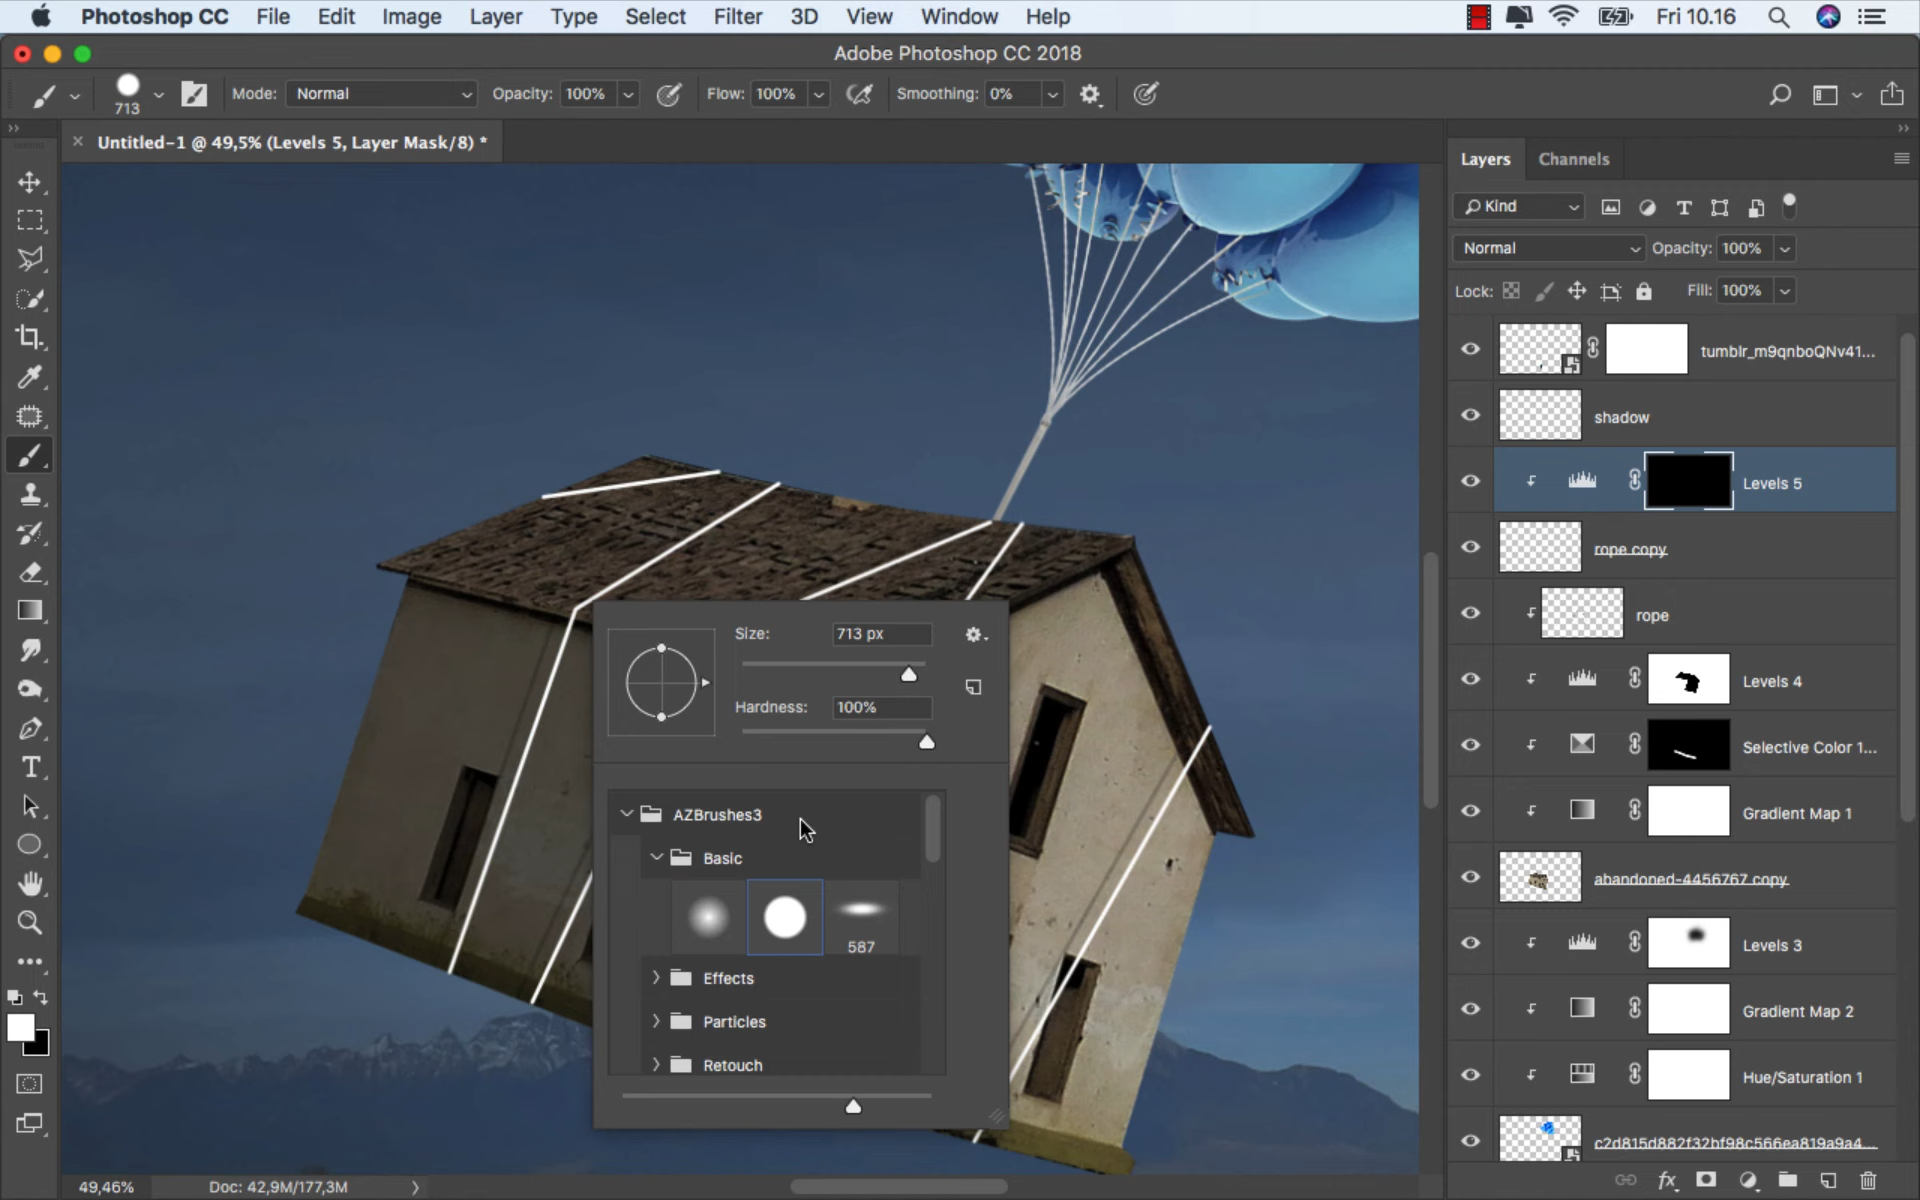 Photoshop CC File Edit Image Layer Type Select Filter 3D View Window Help Fri 10.16
Adobe Photoshop CC 2018
713 Mode: Normal Opacity: 100% Flow: 100% Smoothing: 0%
Untitled-1 @ 49,5% (Levels 5, Layer Mask/8) *
Layers Channels
Kind
Normal Opacity: 100%
Lock: Fill: 100%
tumblr_m9qnboQNv41...
shadow
Levels 5
rope copy
rope
Levels 4
Selective Color 1...
Gradient Map 1
abandoned-4456767 copy
Levels 3
Gradient Map 2
Hue/Saturation 1
c2d815d882f32bf98c566ea819a9a4...
Size: 713 px
Hardness: 100%
AZBrushes3
Basic
587
Effects
Particles
Retouch
49,46% Doc: 42,9M/177,3M